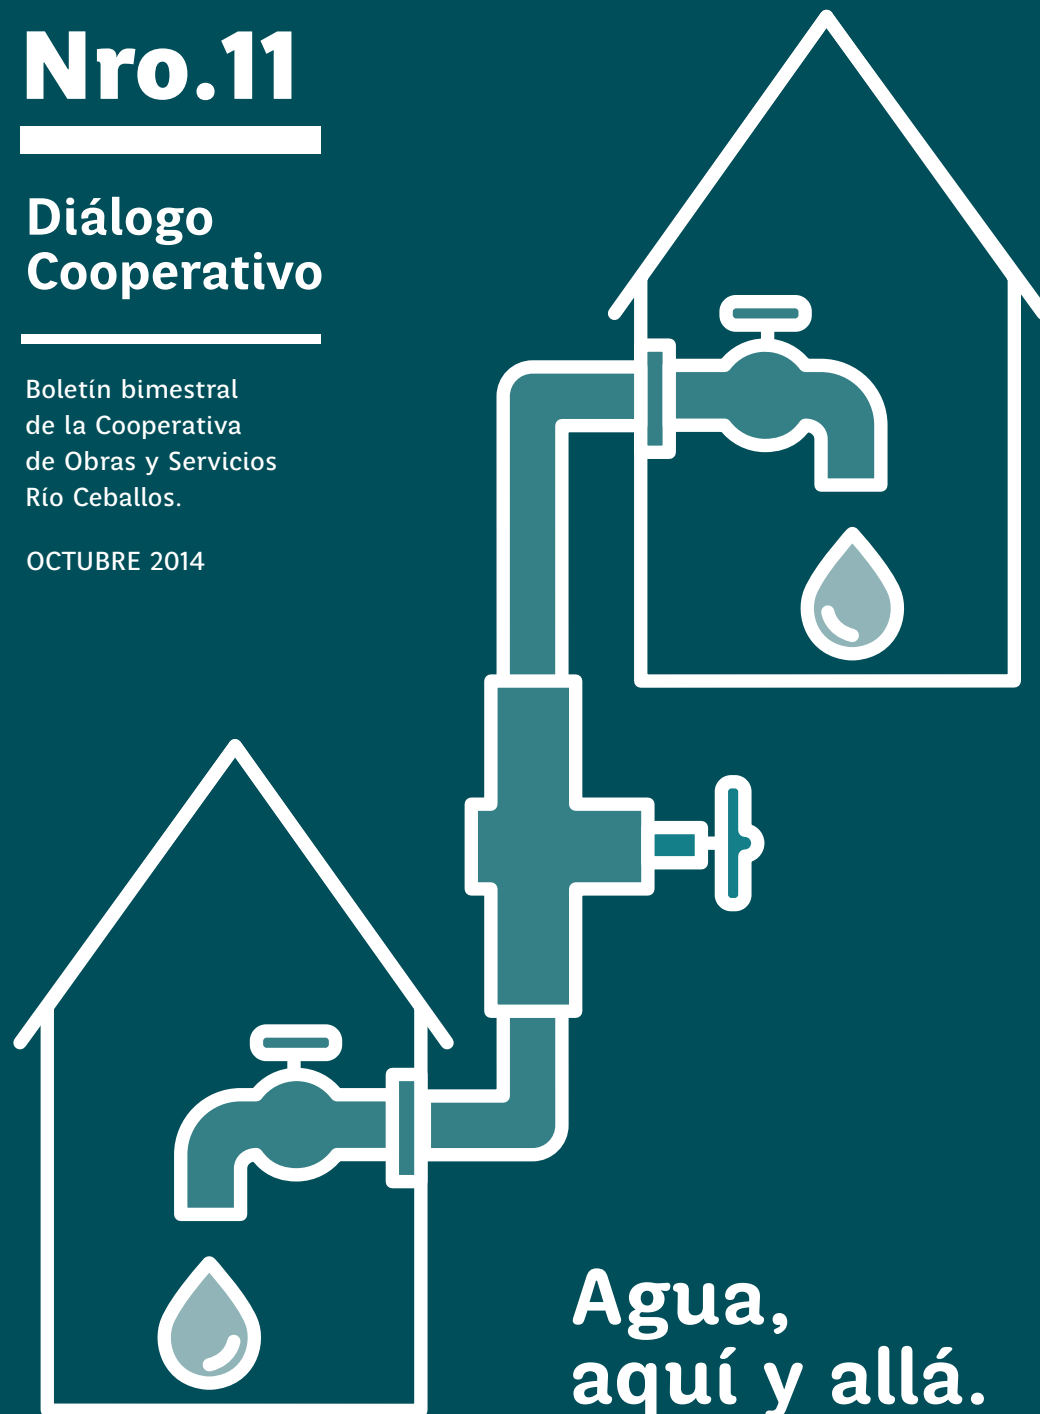 Nro.11
Diálogo
Cooperativo
Boletín bimestral
de la Cooperativa
de Obras y Servicios
Río Ceballos.
OCTUBRE 2014
Agua,
aquí y allá.